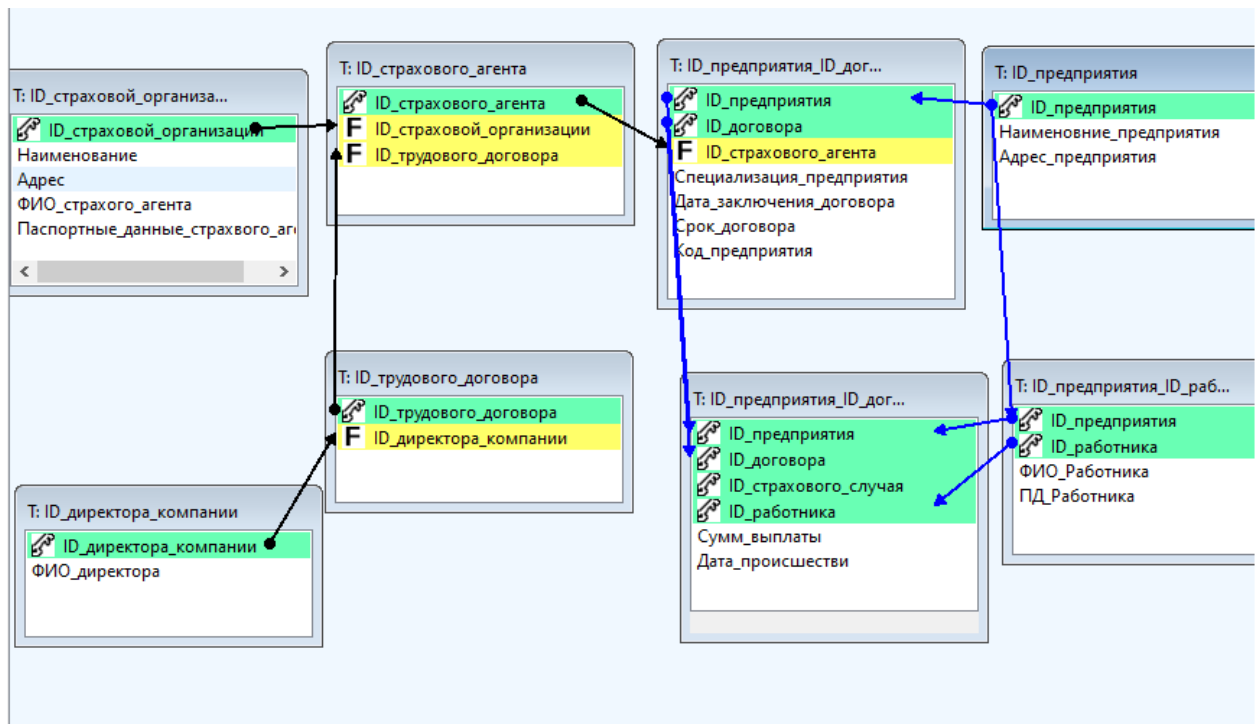 T: ID_страховой_организа...
ID_страховой_организации
Наименование
Адрес
ФИО_страхого_агента
Паспортные_данные_страхвого_аг
T: ID_страхового_агента
ID_страхового_агента
F ID_страховой_организации
F ID_трудового_договора
T: ID_предприятия_ID_дог...
ID_предприятия
ID_договора
F ID_страхового_агента
Специализация_предприятия
Дата_заключения_договора
Срок_договора
Код_предприятия
T: ID_предприятия
ID_предприятия
Наименовние_предприятия
Адрес_предприятия
T: ID_трудового_договора
ID_трудового_договора
F ID_директора_компании
T: ID_предприятия_ID_дог...
ID_предприятия
ID_договора
ID_страхового_случая
ID_работника
Сумм_выплаты
Дата_происшестви
T: ID_предприятия_ID_раб...
ID_предприятия
ID_работника
ФИО_Работника
ПД_Работника
T: ID_директора_компании
ID_директора_компании
ФИО_директора